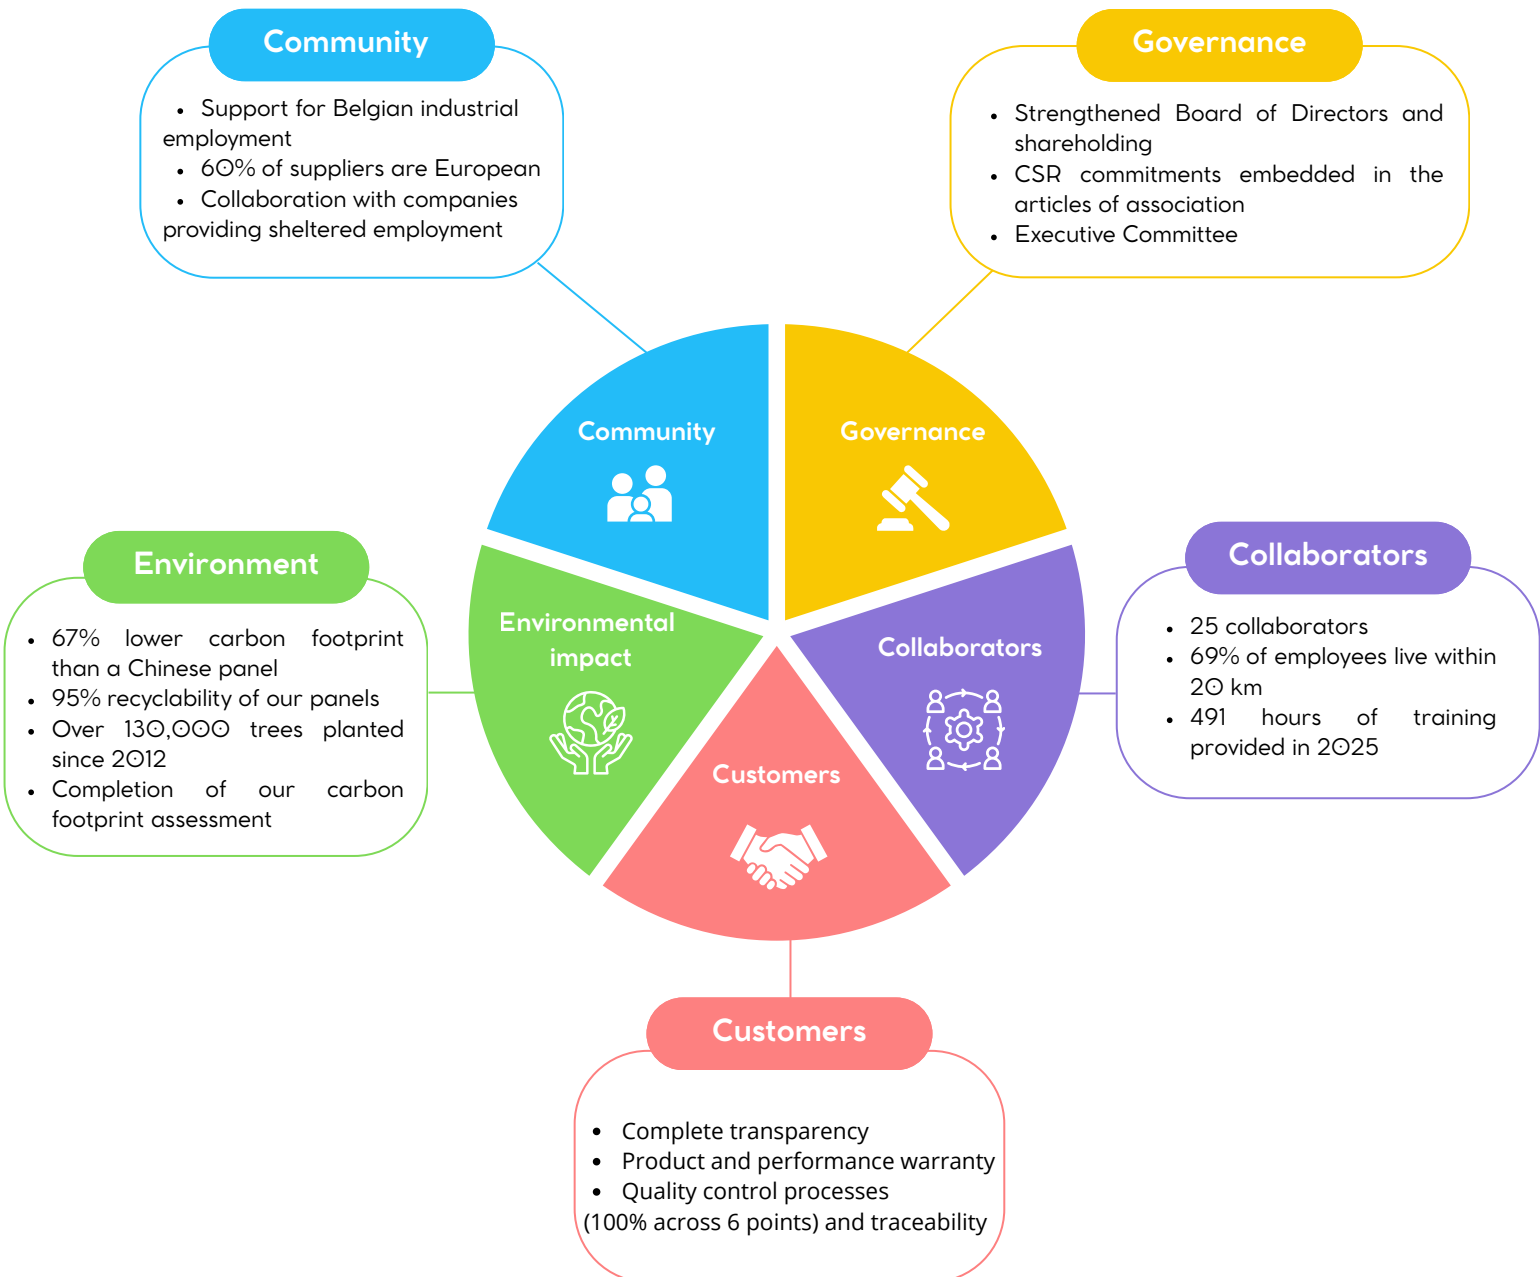 Community
• Support for Belgian industrial
employment
• 60% of suppliers are European
• Collaboration with companies
providing sheltered employment
Governance
• Strengthened Board of Directors and
shareholding
• CSR commitments embedded in the
articles of association
• Executive Committee
Community
Governance
Environmental
impact
Collaborators
Customers
Environment
• 67% lower carbon footprint
than a Chinese panel
• 95% recyclability of our panels
• Over 130,000 trees planted
since 2012
• Completion of our carbon
footprint assessment
Collaborators
• 25 collaborators
• 69% of employees live within
20 km
• 491 hours of training
provided in 2025
Customers
• Complete transparency
• Product and performance warranty
• Quality control processes
(100% across 6 points) and traceability